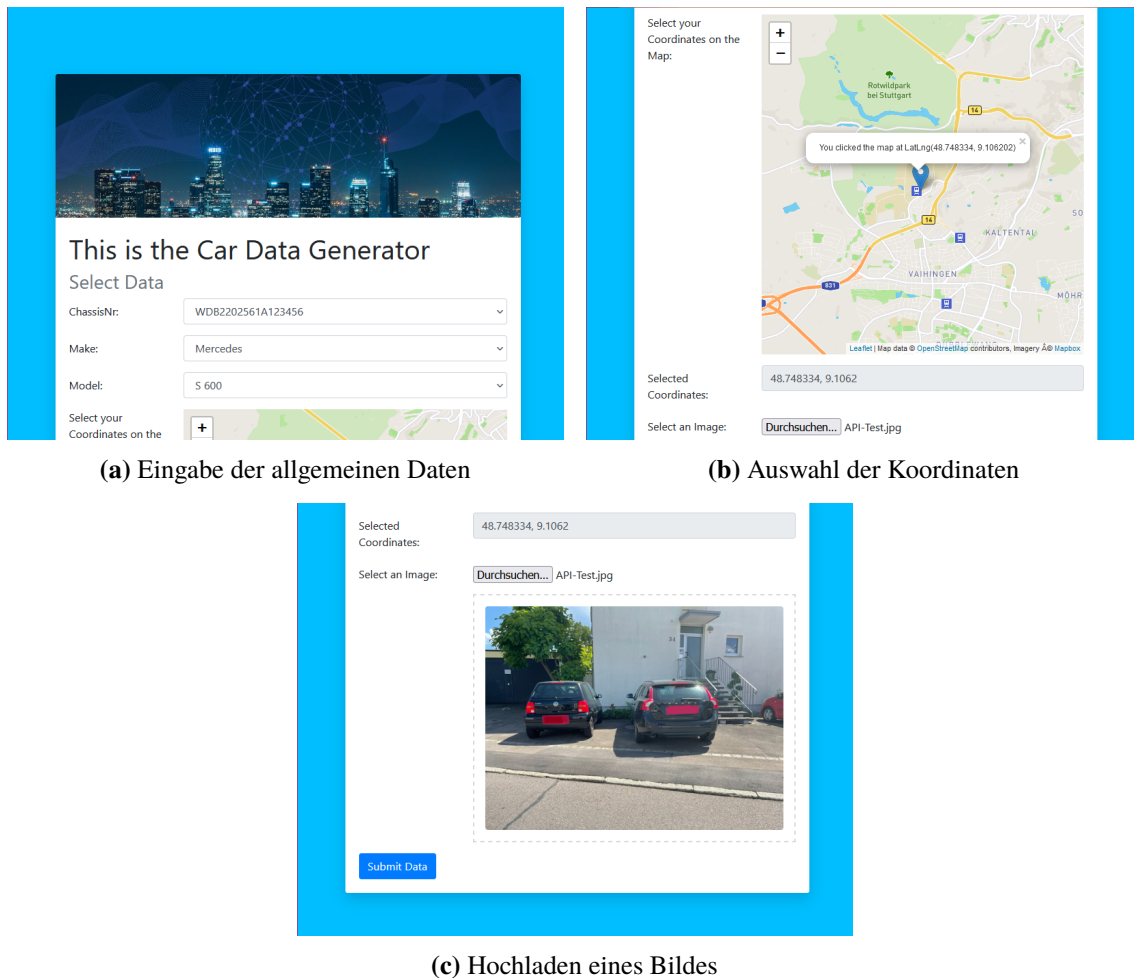 This is the Car Data Generator
Select Data
ChassisNr:
WDB2202561A123456
Make:
Mercedes
Model:
S 600
Select your
Coordinates on the
+
(a) Eingabe der allgemeinen Daten
Select your
Coordinates on the
Map:
+
−
Rotwildpark
bei Stuttgart
14
You clicked the map at LatLng(48.748334, 9.106202)
×
14
SO
KALTENTAL
VAIHINGEN
831
MÖHR
Leaflet | Map data © OpenStreetMap contributors, Imagery Â© Mapbox
Selected
Coordinates:
48.748334, 9.1062
Select an Image:
Durchsuchen... API-Test.jpg
(b) Auswahl der Koordinaten
Selected
Coordinates:
48.748334, 9.1062
Select an Image:
Durchsuchen... API-Test.jpg
Submit Data
(c) Hochladen eines Bildes